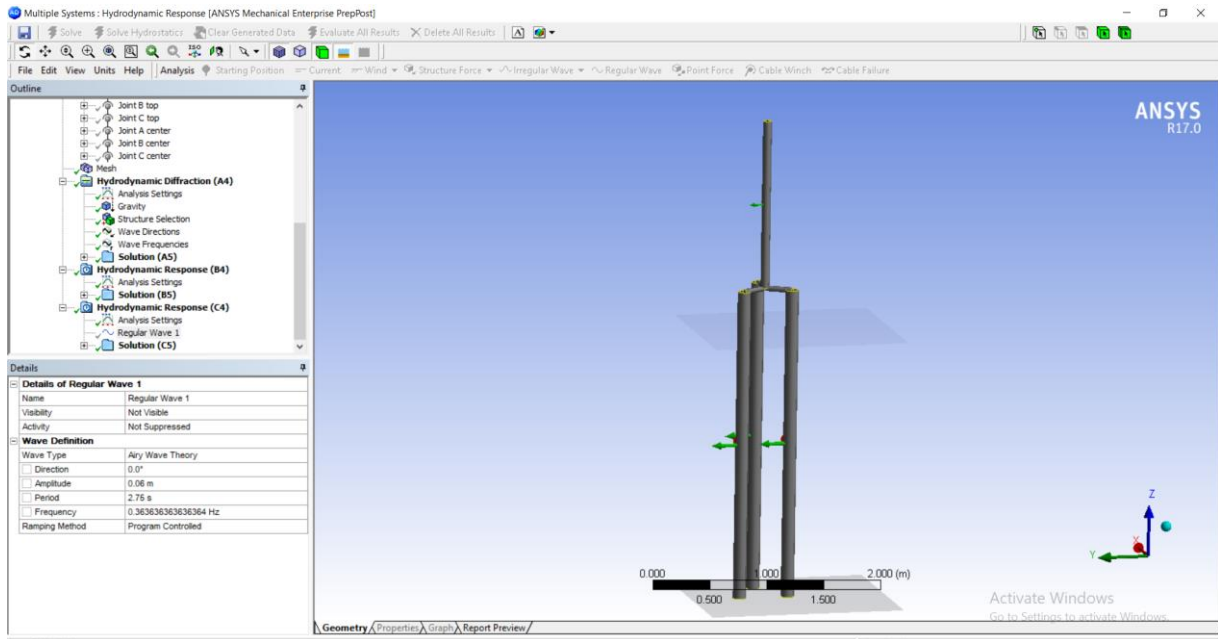 Multiple Systems : Hydrodynamic Response [ANSYS Mechanical Enterprise PrepPost]
Solve Solve Hydrostatics Clear Generated Data Evaluate All Results Delete All Results
ISO
File Edit View Units Help Analysis Starting Position Current Wind Structure Force Irregular Wave Regular Wave Point Force Cable Winch Cable Failure
Outline
Joint B top
Joint C top
Joint A center
Joint B center
Joint C center
Mesh
Hydrodynamic Diffraction (A4)
Analysis Settings
Gravity
Structure Selection
Wave Directions
Wave Frequencies
Solution (A5)
Hydrodynamic Response (B4)
Analysis Settings
Solution (B5)
Hydrodynamic Response (C4)
Analysis Settings
Regular Wave 1
Solution (C5)
Details
Details of Regular Wave 1
Name Regular Wave 1
Visibility Not Visible
Activity Not Suppressed
Wave Definition
Wave Type Airy Wave Theory
Direction 0.0°
Amplitude 0.06 m
Period 2.75 s
Frequency 0.363636363636364 Hz
Ramping Method Program Controlled
ANSYS
R17.0
Z
X
Y
0.000 1.000 2.000 (m)
0.500 1.500
Activate Windows
Go to Settings to activate Windows.
Geometry Properties Graph Report Preview